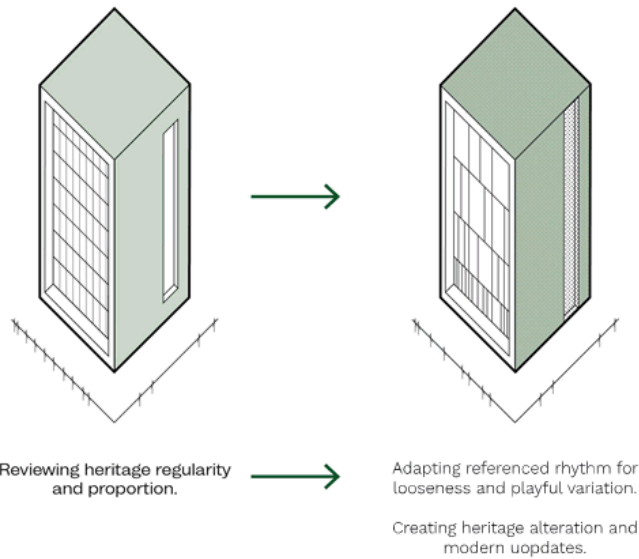 Reviewing heritage regularity
and proportion.
Adapting referenced rhythm for
looseness and playful variation.
Creating heritage alteration and
modern uopdates.